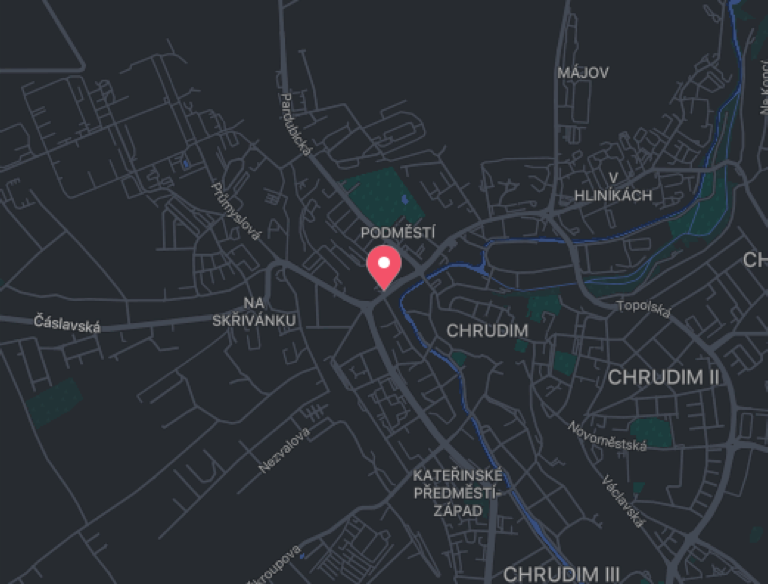 MÁJOV
Na Kopci
Pardubická
V
HLINÍKÁCH
Průmyslová
PODMĚSTÍ
CH
NA
SKŘIVÁNKU
Čáslavská
Topolská
CHRUDIM
CHRUDIM II
Novoměstská
Nezvalova
KATEŘINSKÉ
PŘEDMĚSTÍ-
ZÁPAD
Václavská
Škroupova
CHRUDIM III